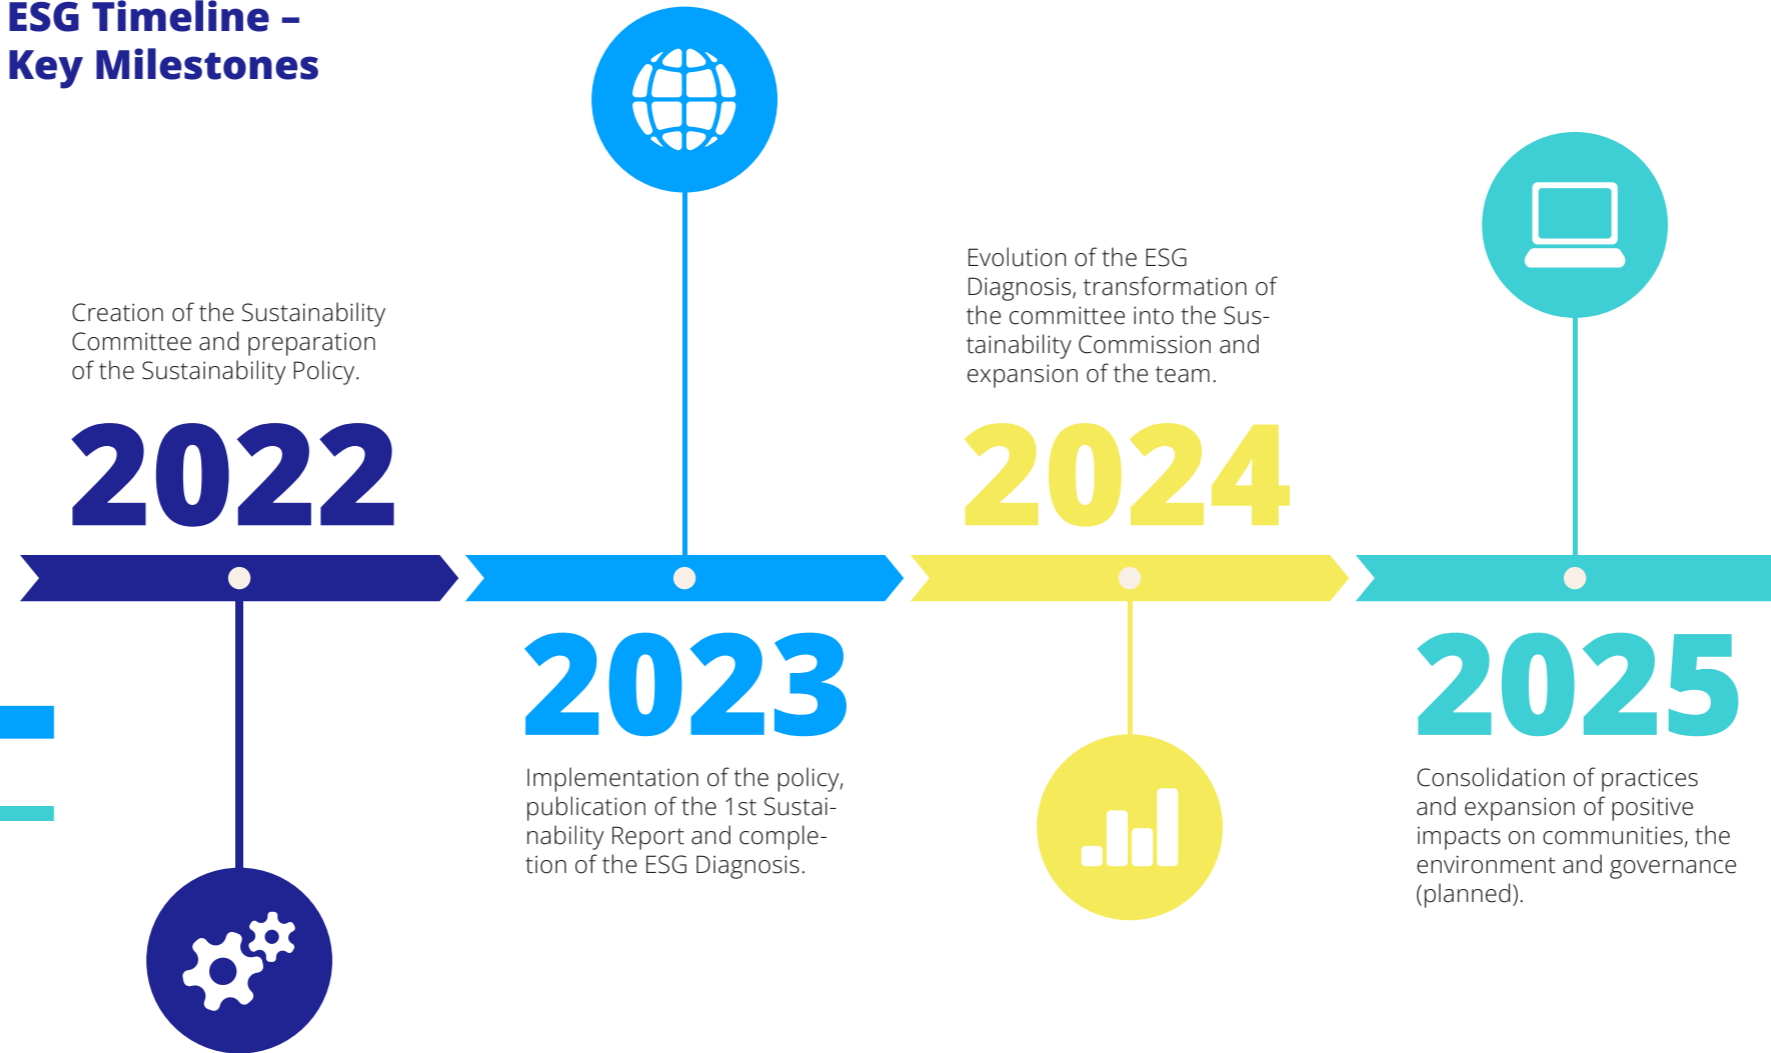 ESG Timeline –
Key Milestones
Creation of the Sustainability
Committee and preparation
of the Sustainability Policy.
2022
2023
Implementation of the policy,
publication of the 1st Sustai-
nability Report and comple-
tion of the ESG Diagnosis.
Evolution of the ESG
Diagnosis, transformation of
the committee into the Sus-
tainability Commission and
expansion of the team.
2024
2025
Consolidation of practices
and expansion of positive
impacts on communities, the
environment and governance
(planned).